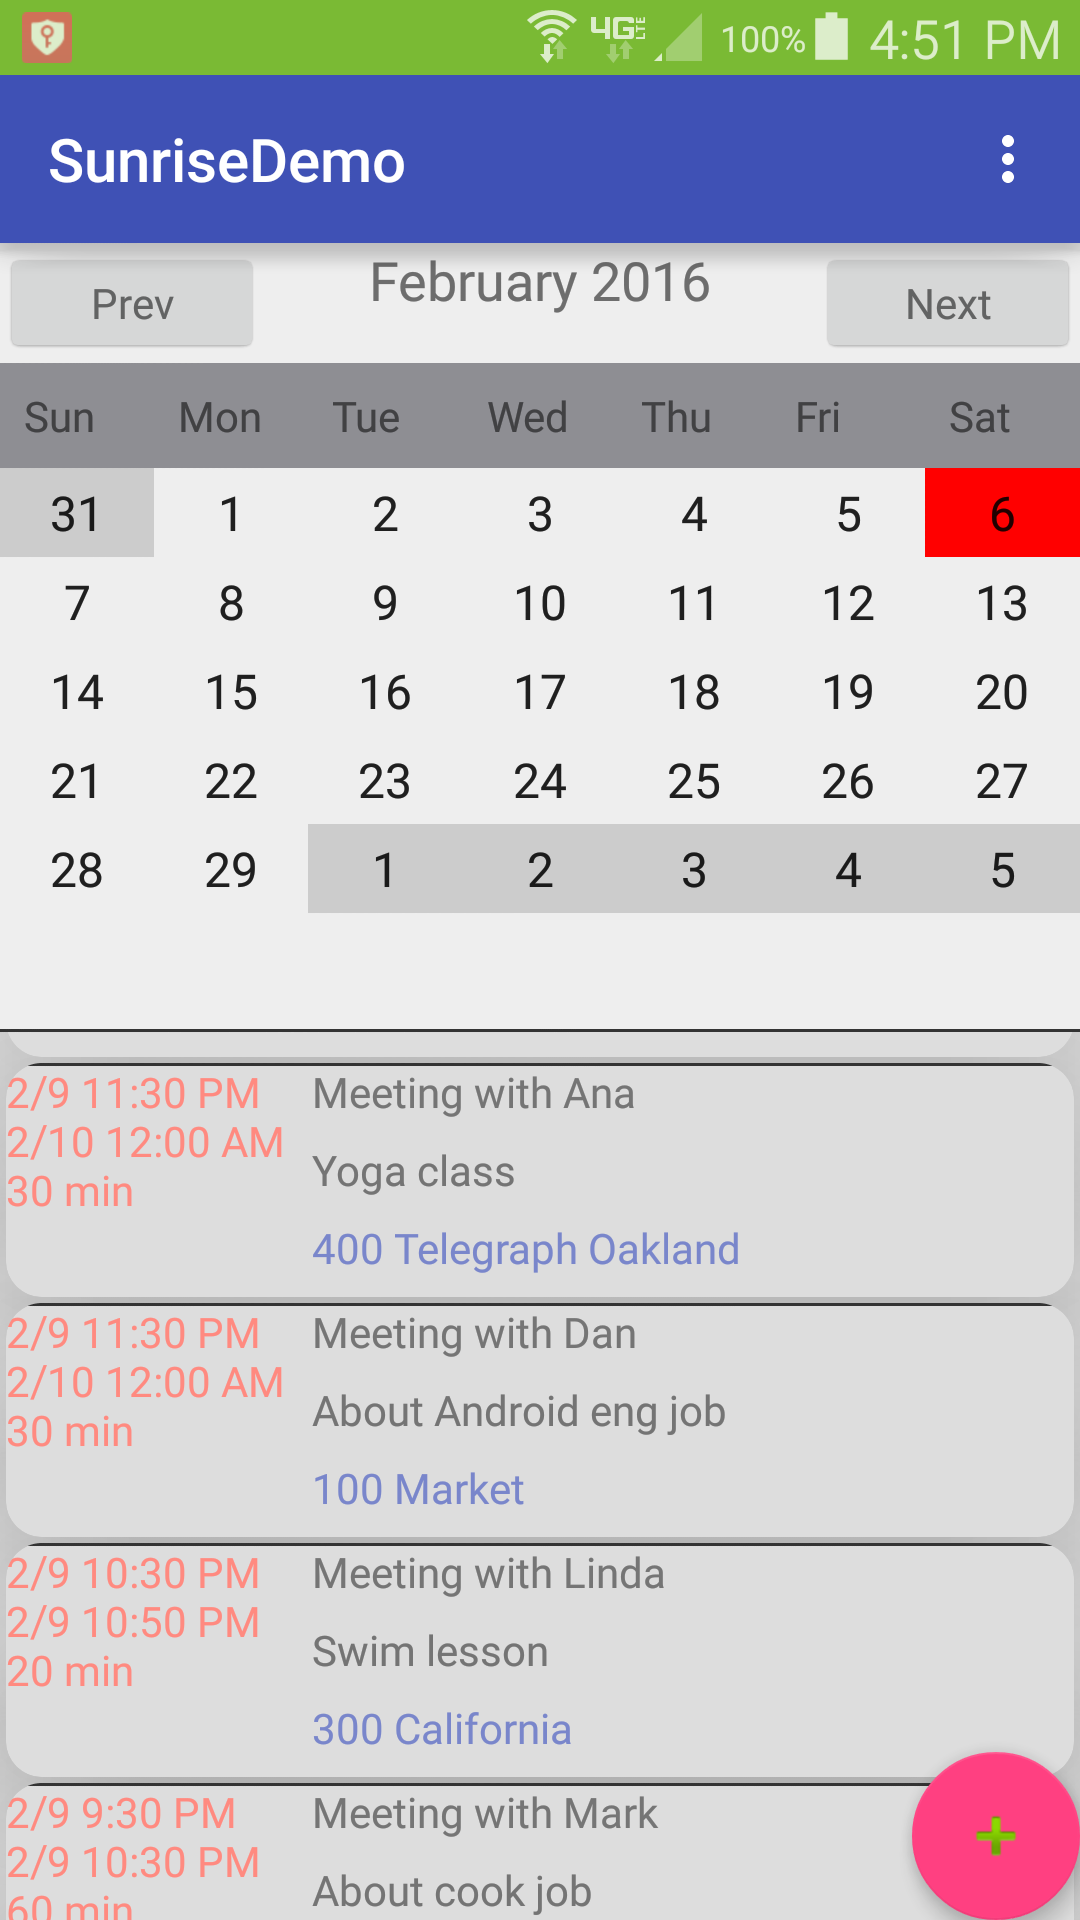 4G LTE 100% 4:51 PM
SunriseDemo
Prev February 2016 Next
Sun Mon Tue Wed Thu Fri Sat
31 1 2 3 4 5 6
7 8 9 10 11 12 13
14 15 16 17 18 19 20
21 22 23 24 25 26 27
28 29 1 2 3 4 5
2/9 11:30 PM Meeting with Ana
2/10 12:00 AM
Yoga class
30 min
400 Telegraph Oakland
2/9 11:30 PM Meeting with Dan
2/10 12:00 AM
About Android eng job
30 min
100 Market
2/9 10:30 PM Meeting with Linda
2/9 10:50 PM
Swim lesson
20 min
300 California
2/9 9:30 PM Meeting with Mark
2/9 10:30 PM
About cook job
60 min
+